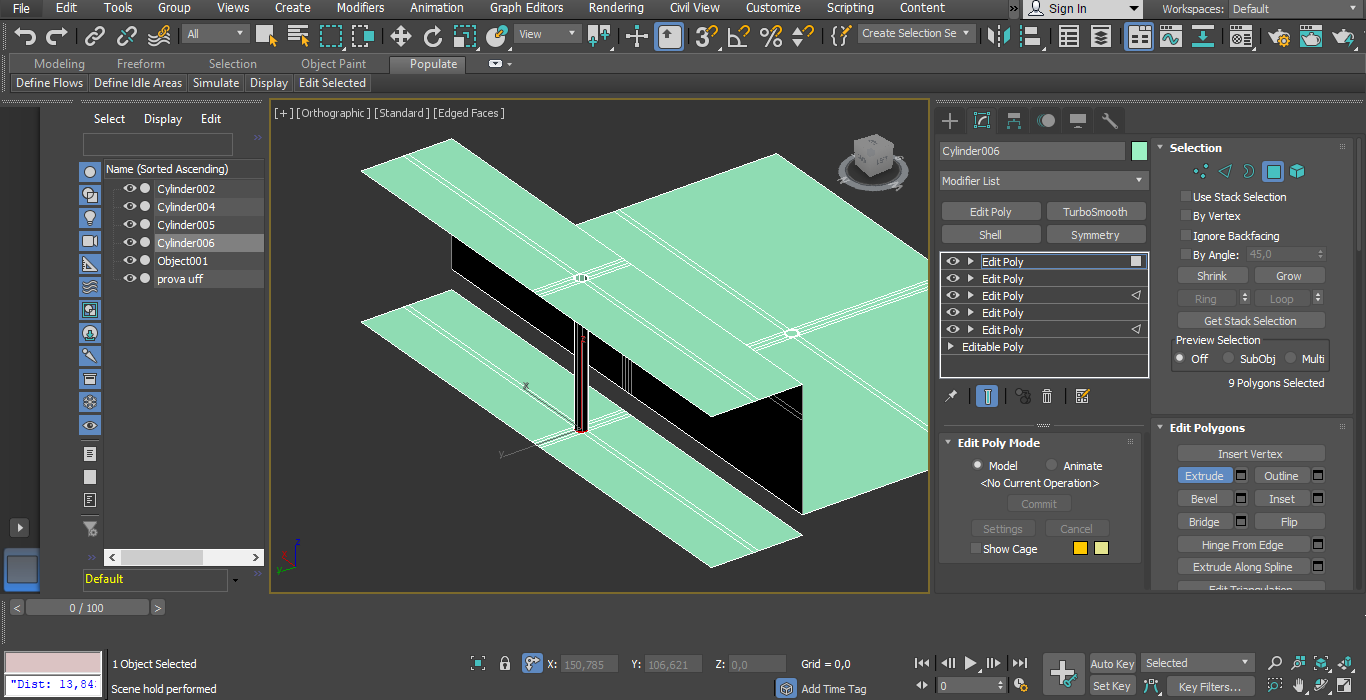 File Edit Tools Group Views Create Modifiers Animation Graph Editors Rendering Civil View Customize Scripting Content » Sign In Workspaces: Default
All View 3 Create Selection Se
Modeling Freeform Selection Object Paint Populate
Define Flows Define Idle Areas Simulate Display Edit Selected
Select Display Edit
Name (Sorted Ascending)
Cylinder002
Cylinder004
Cylinder005
Cylinder006
Object001
prova uff
Default
[+] [Orthographic] [Standard] [Edged Faces]
x
y
z
Cylinder006
Modifier List
Edit Poly TurboSmooth
Shell Symmetry
Edit Poly
Edit Poly
Edit Poly
Edit Poly
Edit Poly
Editable Poly
Edit Poly Mode
Model Animate
<No Current Operation>
Commit
Settings Cancel
Show Cage
Selection
Use Stack Selection
By Vertex
Ignore Backfacing
By Angle: 45,0
Shrink Grow
Ring Loop
Get Stack Selection
Preview Selection
Off SubObj Multi
9 Polygons Selected
Edit Polygons
Insert Vertex
Extrude Outline
Bevel Inset
Bridge Flip
Hinge From Edge
Extrude Along Spline
Edit Triangulation
< 0 / 100 >
1 Object Selected X: 150,785 Y: 106,621 Z: 0,0 Grid = 0,0 Auto Key Selected
"Dist: 13,84 Scene hold performed Add Time Tag 0 Set Key Key Filters...